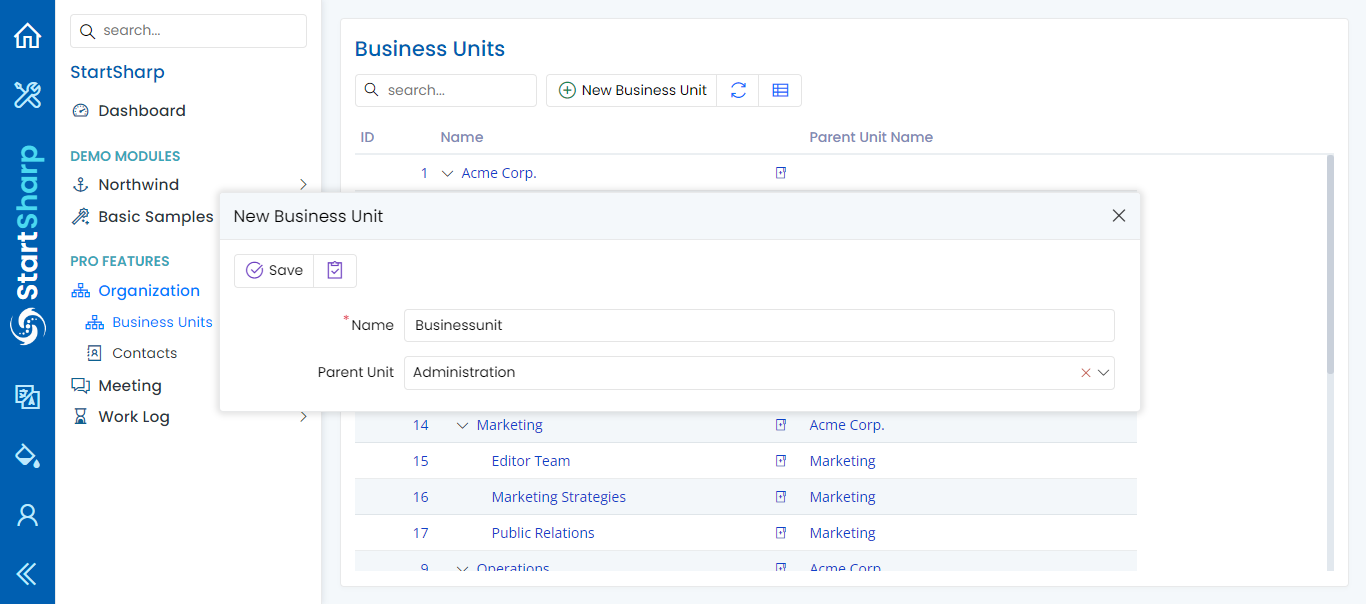 StartSharp
search...
StartSharp
Dashboard
DEMO MODULES
Northwind
Basic Samples
PRO FEATURES
Organization
Business Units
Contacts
Meeting
Work Log
Business Units
search...
New Business Unit
ID Name Parent Unit Name
1 Acme Corp.
New Business Unit
Save
*Name Businessunit
Parent Unit Administration
14 Marketing Acme Corp.
15 Editor Team Marketing
16 Marketing Strategies Marketing
17 Public Relations Marketing
9 Operations Acme Corp.